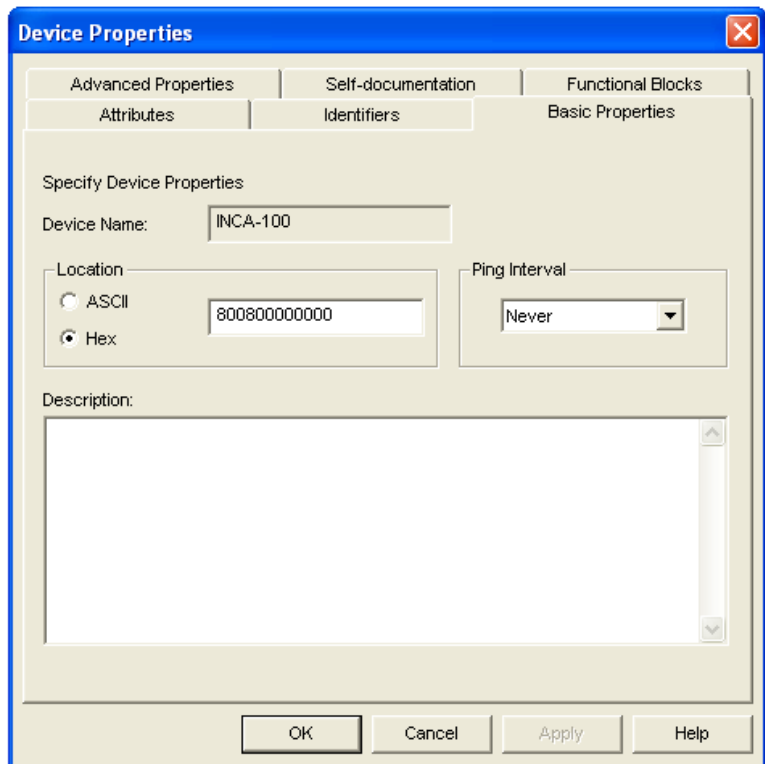 Device Properties
Advanced Properties Self-documentation Functional Blocks
Attributes Identifiers Basic Properties
Specify Device Properties
Device Name: INCA-100
Location Ping Interval
ASCII
800800000000 Never
Hex
Description:
OK Cancel Apply Help